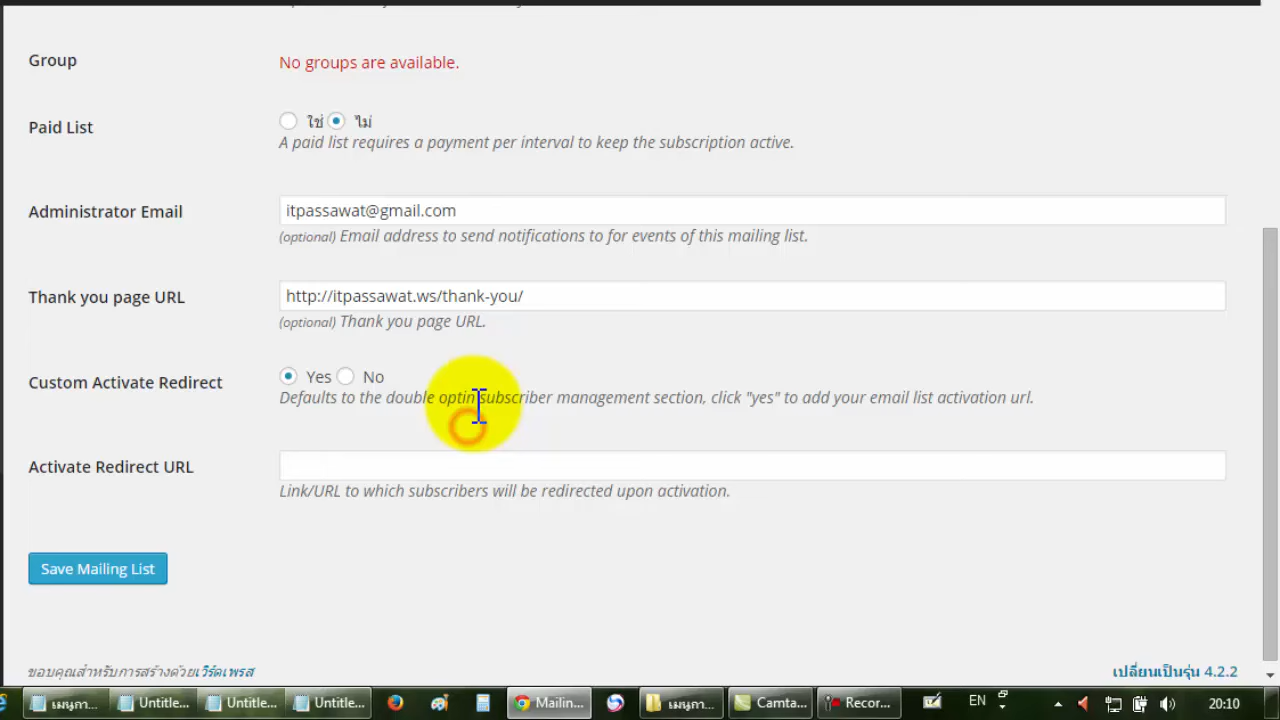 Group
No groups are available.
Paid List
ใช่ ไม่
A paid list requires a payment per interval to keep the subscription active.
Administrator Email
itpassawat@gmail.com
(optional) Email address to send notifications to for events of this mailing list.
Thank you page URL
http://itpassawat.ws/thank-you/
(optional) Thank you page URL.
Custom Activate Redirect
Yes No
Defaults to the double optin subscriber management section, click "yes" to add your email list activation url.
Activate Redirect URL
Link/URL to which subscribers will be redirected upon activation.
Save Mailing List
ขอบคุณสำหรับการสร้างด้วยเวิร์ดเพรส
เปลี่ยนเป็นรุ่น 4.2.2
เมนูกา... Untitle... Untitle... Untitle... Mailin... เมนูกา... Camta... Recor... EN 20:10